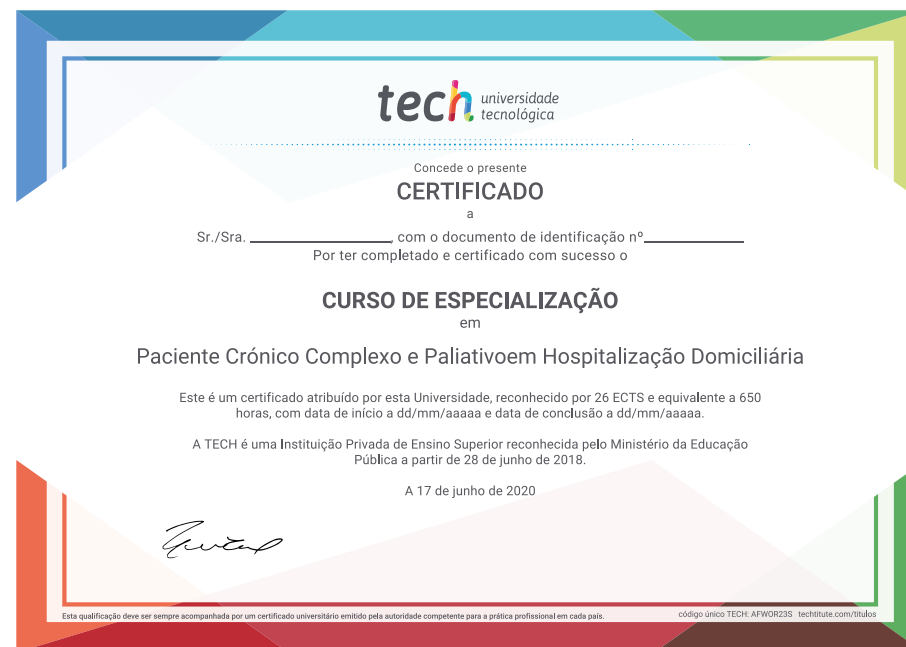 tech universidade
tecnológica
Concede o presente
CERTIFICADO
a
Sr./Sra. ____________________, com o documento de identificação nº______________
Por ter completado e certificado com sucesso o
CURSO DE ESPECIALIZAÇÃO
em
Paciente Crónico Complexo e Paliativoem Hospitalização Domiciliária
Este é um certificado atribuído por esta Universidade, reconhecido por 26 ECTS e equivalente a 650
horas, com data de início a dd/mm/aaaaa e data de conclusão a dd/mm/aaaaa.
A TECH é uma Instituição Privada de Ensino Superior reconhecida pelo Ministério da Educação
Pública a partir de 28 de junho de 2018.
A 17 de junho de 2020
Esta qualificação deve ser sempre acompanhada por um certificado universitário emitido pela autoridade competente para a prática profissional em cada país.
código único TECH: AFWOR23S techtitute.com/titulos